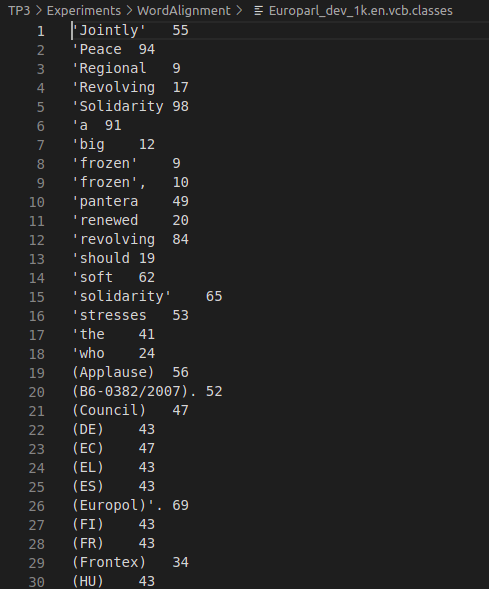 TP3 > Experiments > WordAlignment > Europarl_dev_1k.en.vcb.classes
1 'Jointly' 55
2 'Peace 94
3 'Regional 9
4 'Revolving 17
5 'Solidarity 98
6 'a 91
7 'big 12
8 'frozen' 9
9 'frozen', 10
10 'pantera 49
11 'renewed 20
12 'revolving 84
13 'should 19
14 'soft 62
15 'solidarity' 65
16 'stresses 53
17 'the 41
18 'who 24
19 (Applause) 56
20 (B6-0382/2007). 52
21 (Council) 47
22 (DE) 43
23 (EC) 47
24 (EL) 43
25 (ES) 43
26 (Europol)'. 69
27 (FI) 43
28 (FR) 43
29 (Frontex) 34
30 (HU) 43